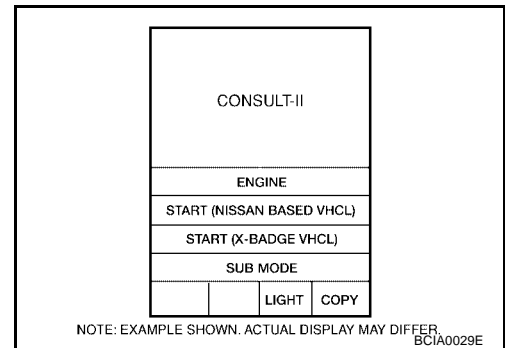 CONSULT-II
ENGINE
START (NISSAN BASED VHCL)
START (X-BADGE VHCL)
SUB MODE
LIGHT COPY
NOTE: EXAMPLE SHOWN. ACTUAL DISPLAY MAY DIFFER.
BCIA0029E